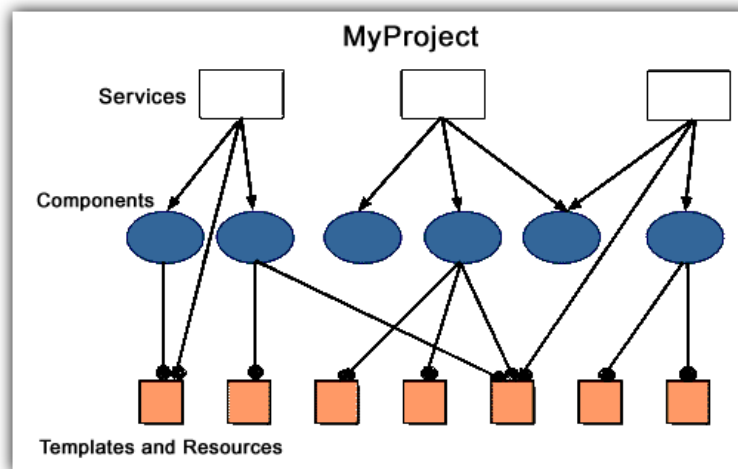 MyProject
Services
Components
Templates and Resources